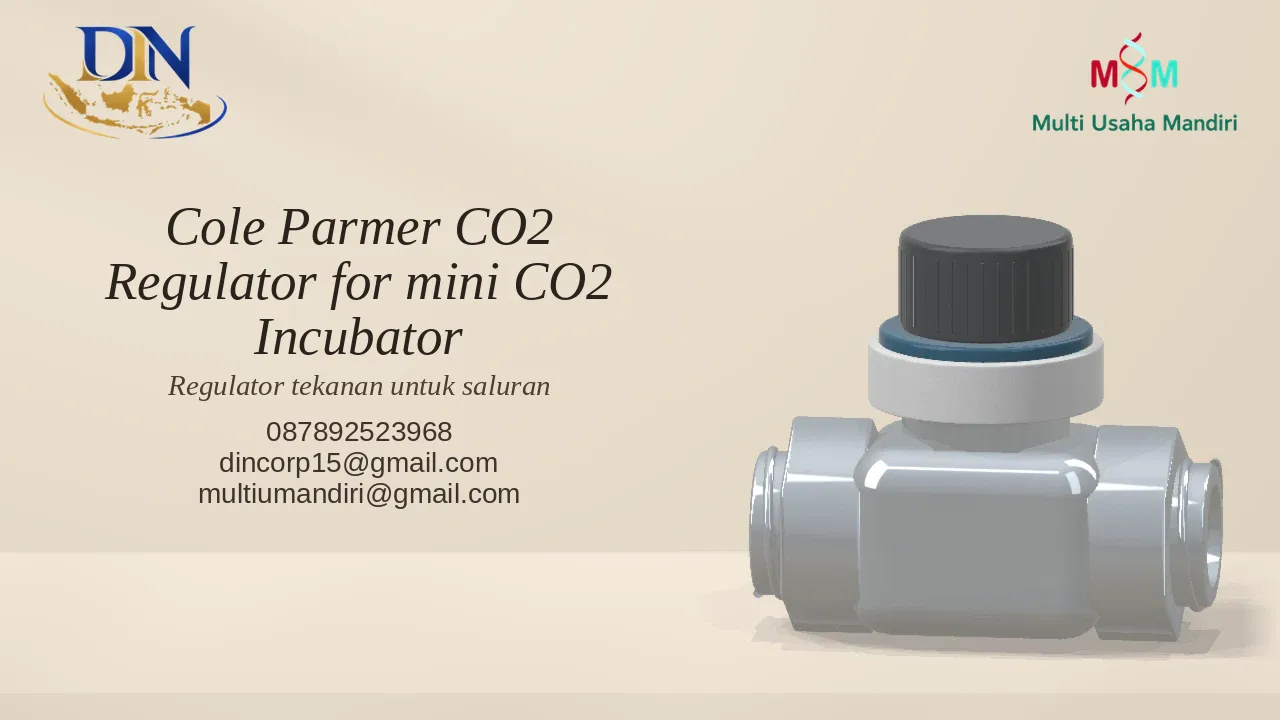 DN
M M
Multi Usaha Mandiri
Cole Parmer CO2
Regulator for mini CO2
Incubator
Regulator tekanan untuk saluran
087892523968
dincorp15@gmail.com
multiumandiri@gmail.com